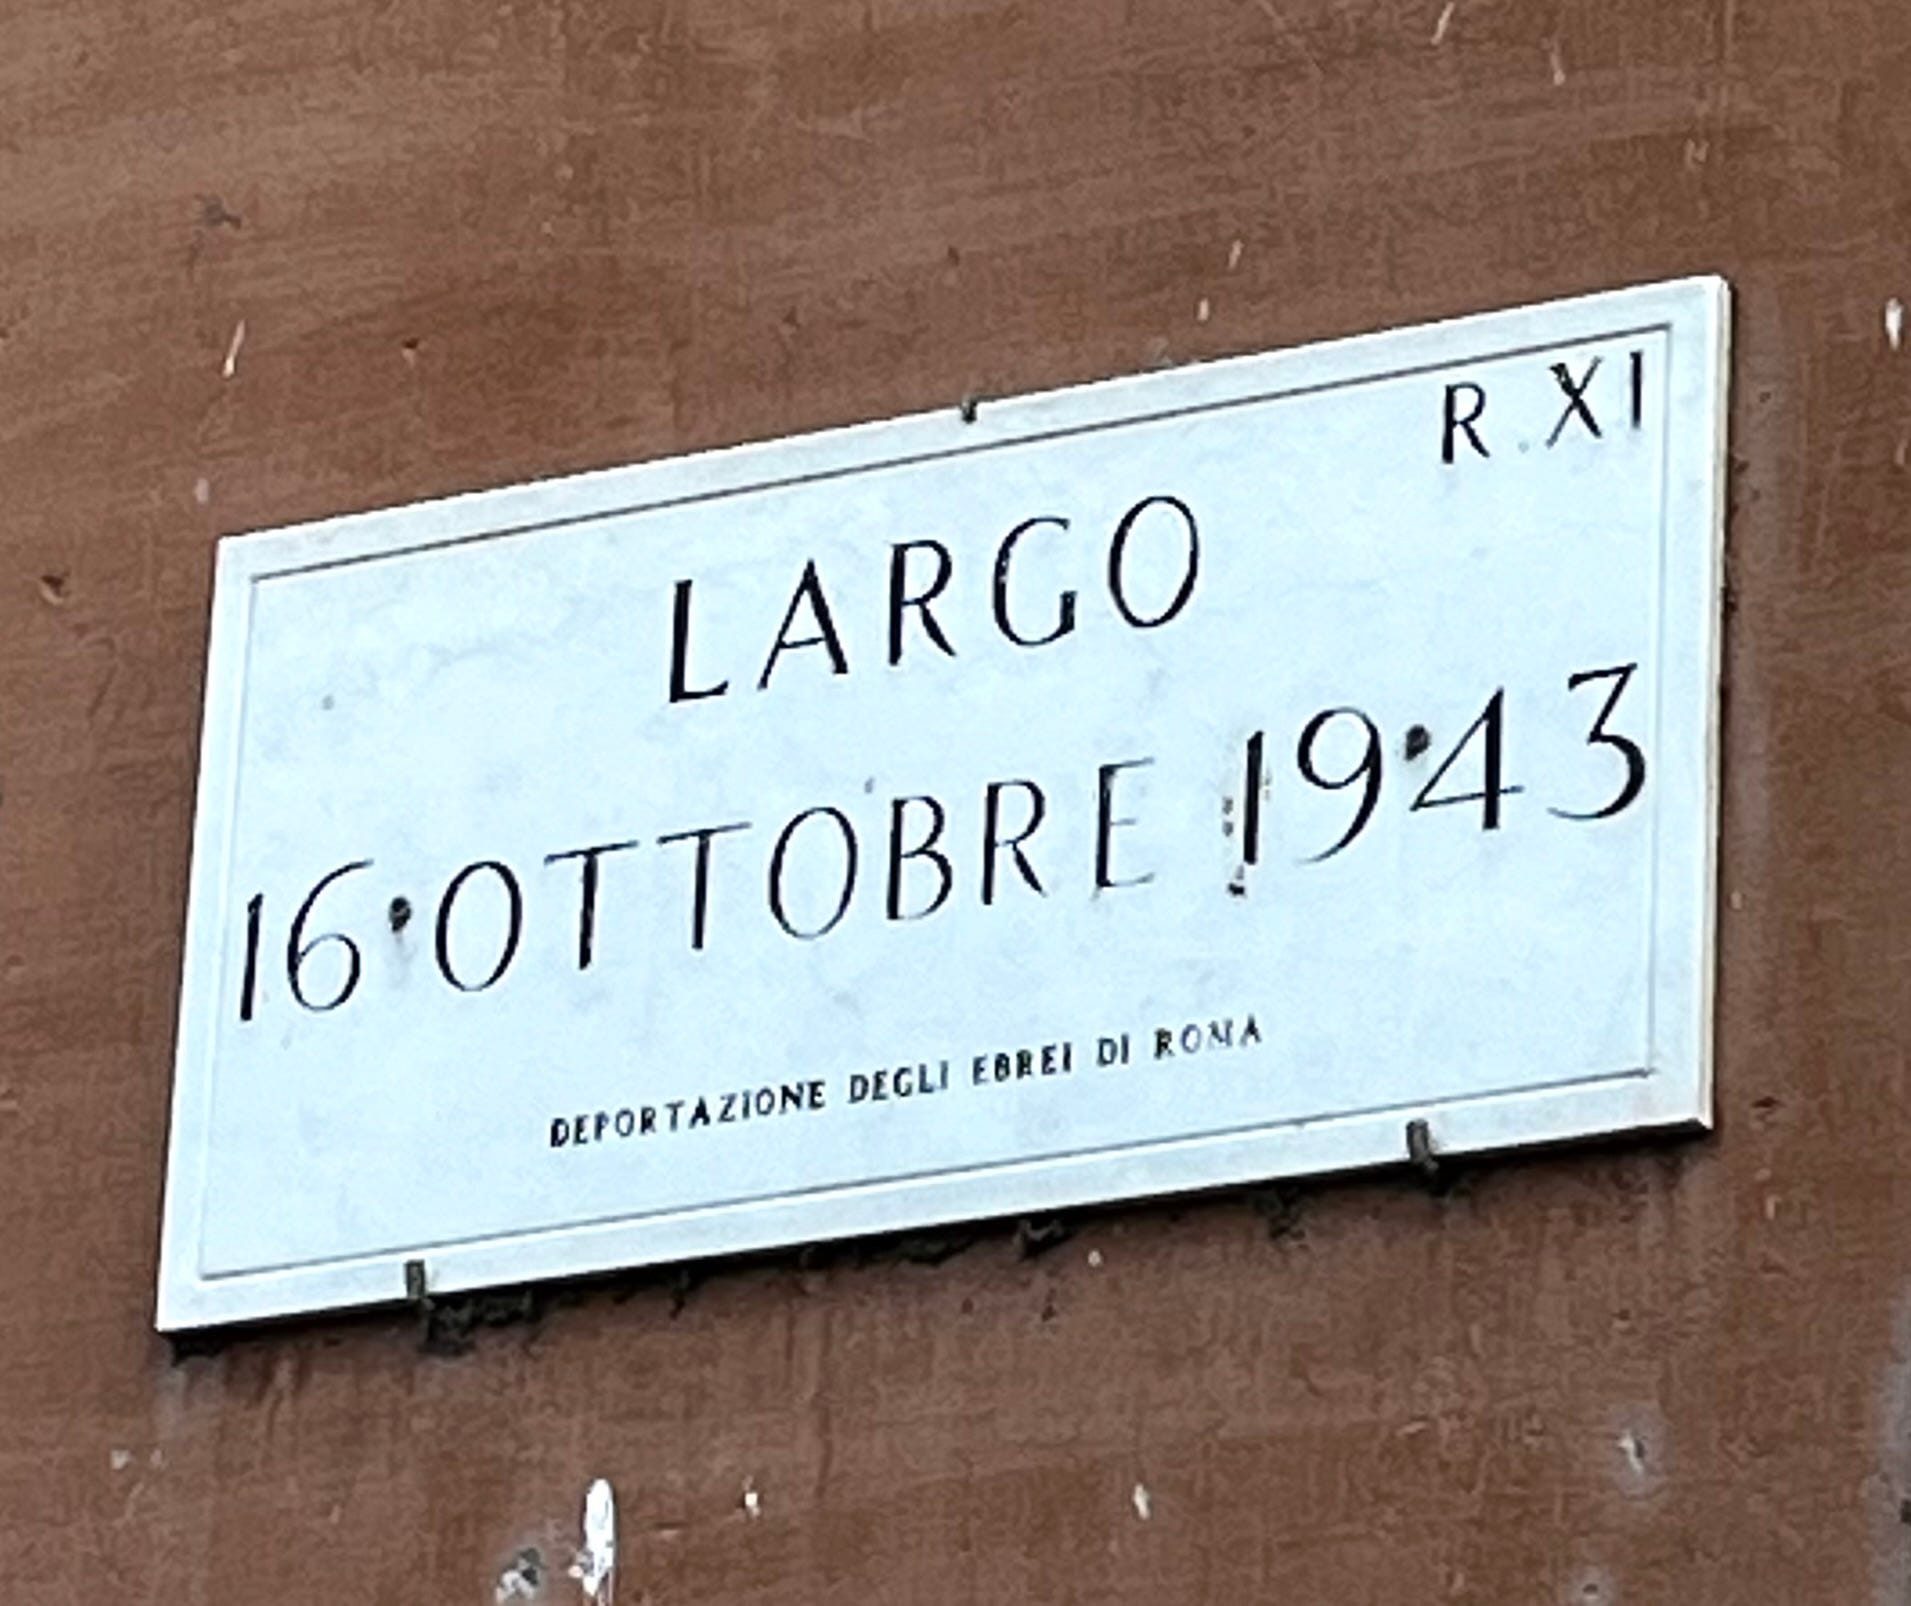 R. XI
LARGO
16 OTTOBRE 1943
DEPORTAZIONE DEGLI EBREI DI ROMA